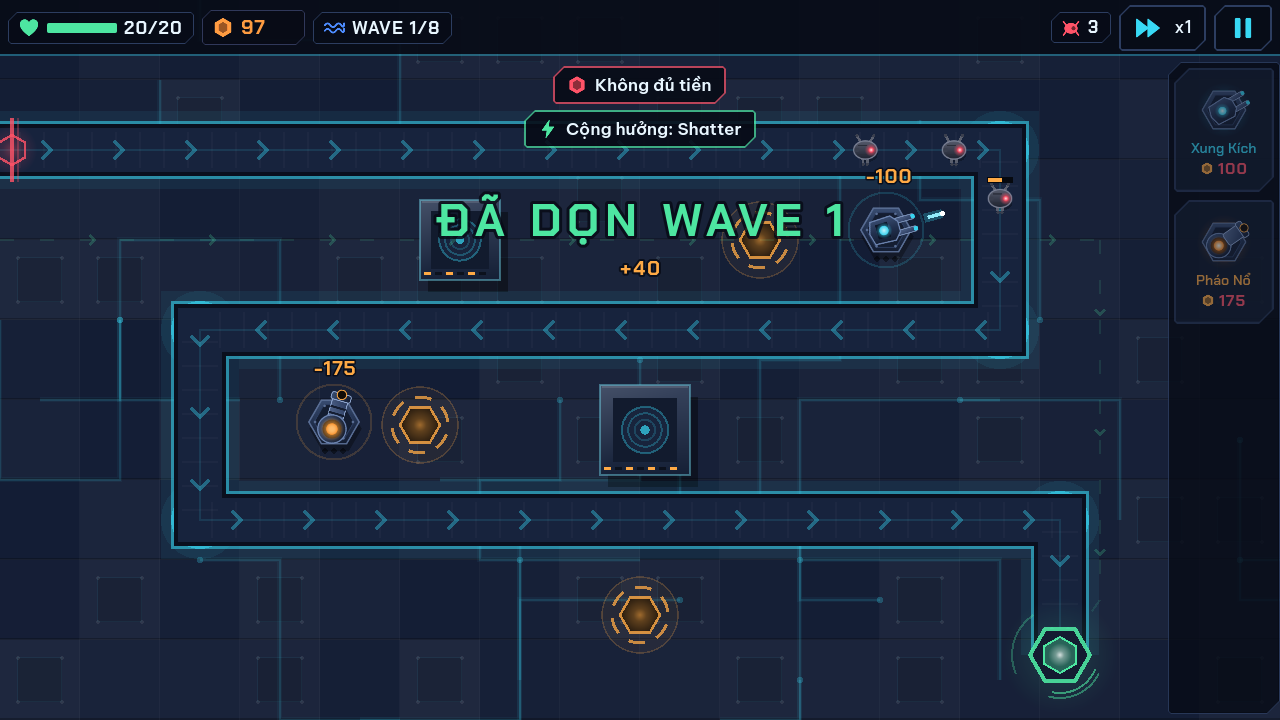 20/20
97
WAVE 1/8
3
x1
Không đủ tiền
Cộng hưởng: Shatter
Xung Kích
100
-100
ĐÃ DỌN WAVE 1
+40
Pháo Nổ
175
-175